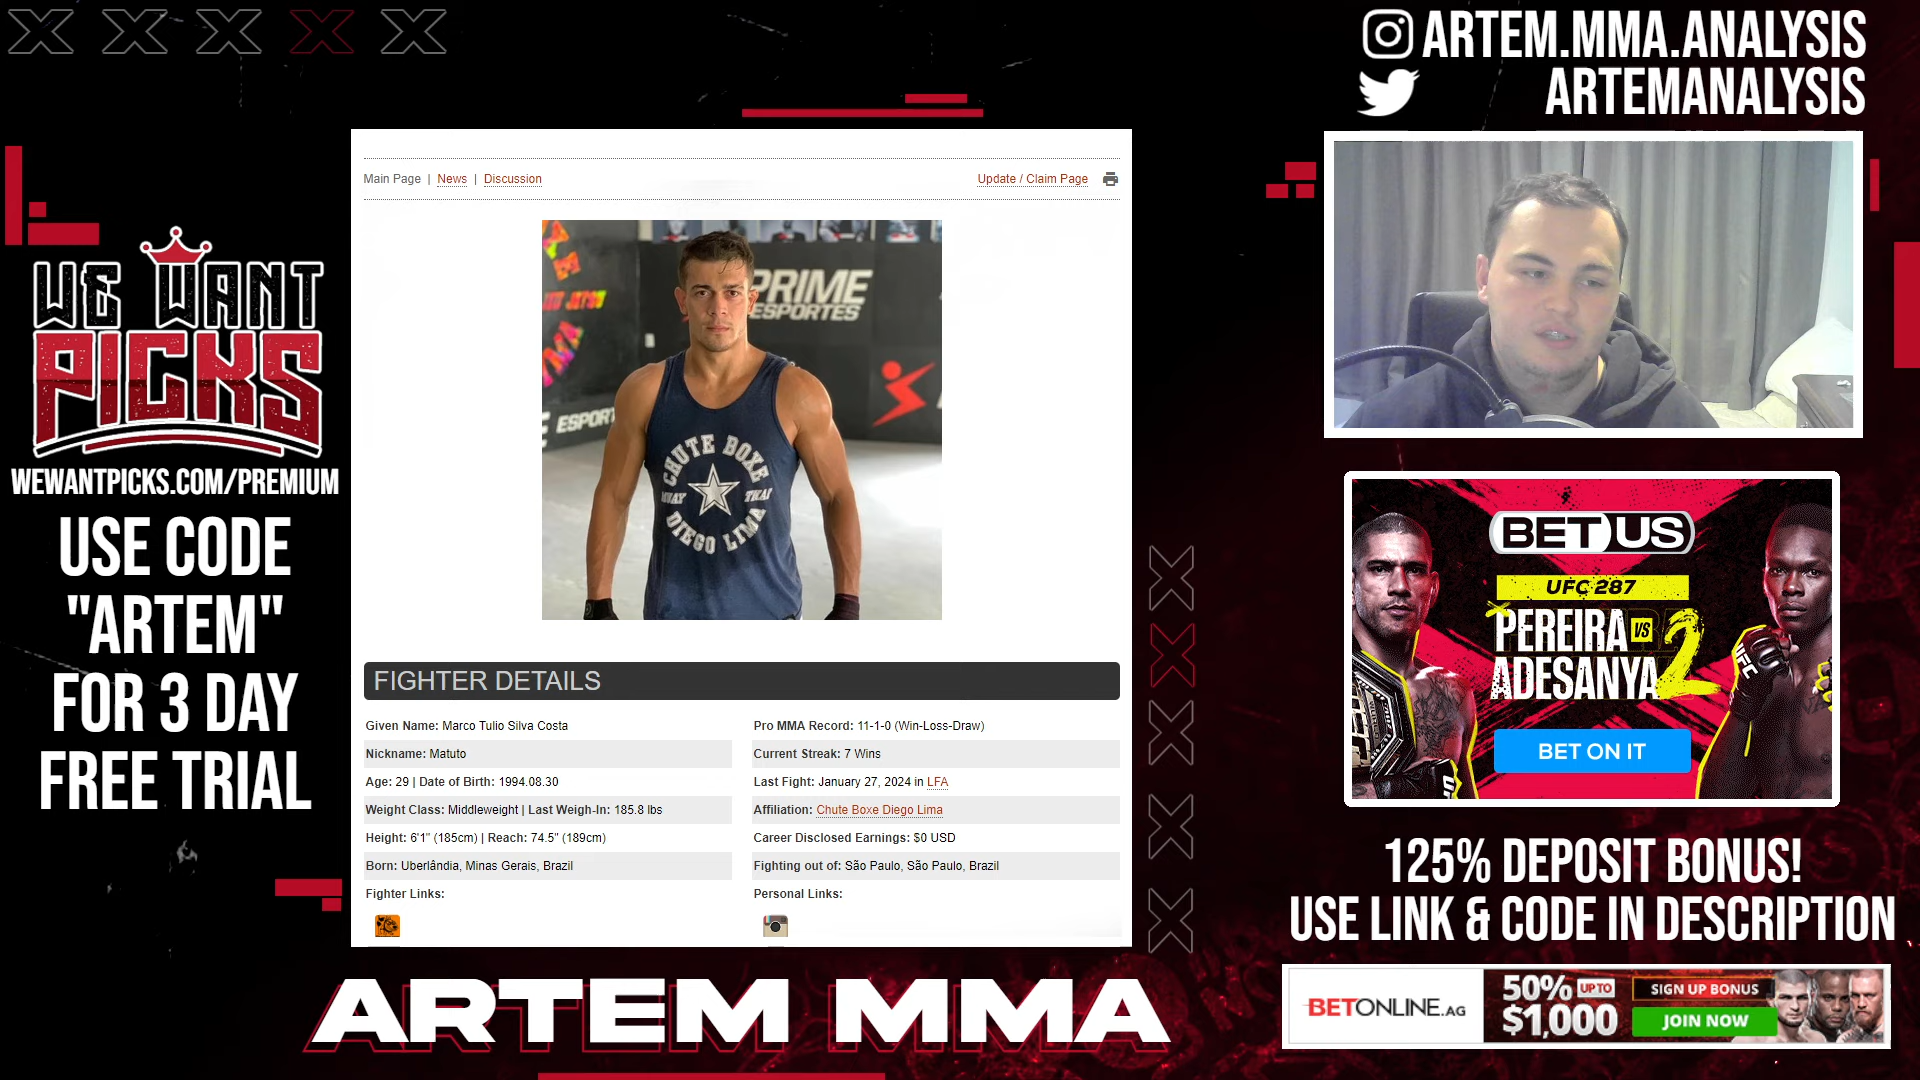 ARTEM.MMA.ANALYSIS
ARTEMANALYSIS
WE WANT
PICKS
WEWANTPICKS.COM/PREMIUM
USE CODE
"ARTEM"
FOR 3 DAY
FREE TRIAL
Main Page | News | Discussion
Update / Claim Page
PRIME
ESPORTES
ESPORT
CHUTE BOXE
MUAY THAI
DIEGO LIMA
FIGHTER DETAILS
Given Name: Marco Tulio Silva Costa
Nickname: Matuto
Age: 29 | Date of Birth: 1994.08.30
Weight Class: Middleweight | Last Weigh-In: 185.8 lbs
Height: 6'1" (185cm) | Reach: 74.5" (189cm)
Born: Uberlândia, Minas Gerais, Brazil
Fighter Links:
Pro MMA Record: 11-1-0 (Win-Loss-Draw)
Current Streak: 7 Wins
Last Fight: January 27, 2024 in LFA
Affiliation: Chute Boxe Diego Lima
Career Disclosed Earnings: $0 USD
Fighting out of: São Paulo, São Paulo, Brazil
Personal Links:
BET US
UFC 287
PEREIRA VS
ADESANYA 2
UFC
BET ON IT
125% DEPOSIT BONUS!
USE LINK & CODE IN DESCRIPTION
BETONLINE.AG
50% UP TO
$1,000
SIGN UP BONUS
JOIN NOW
ARTEM MMA